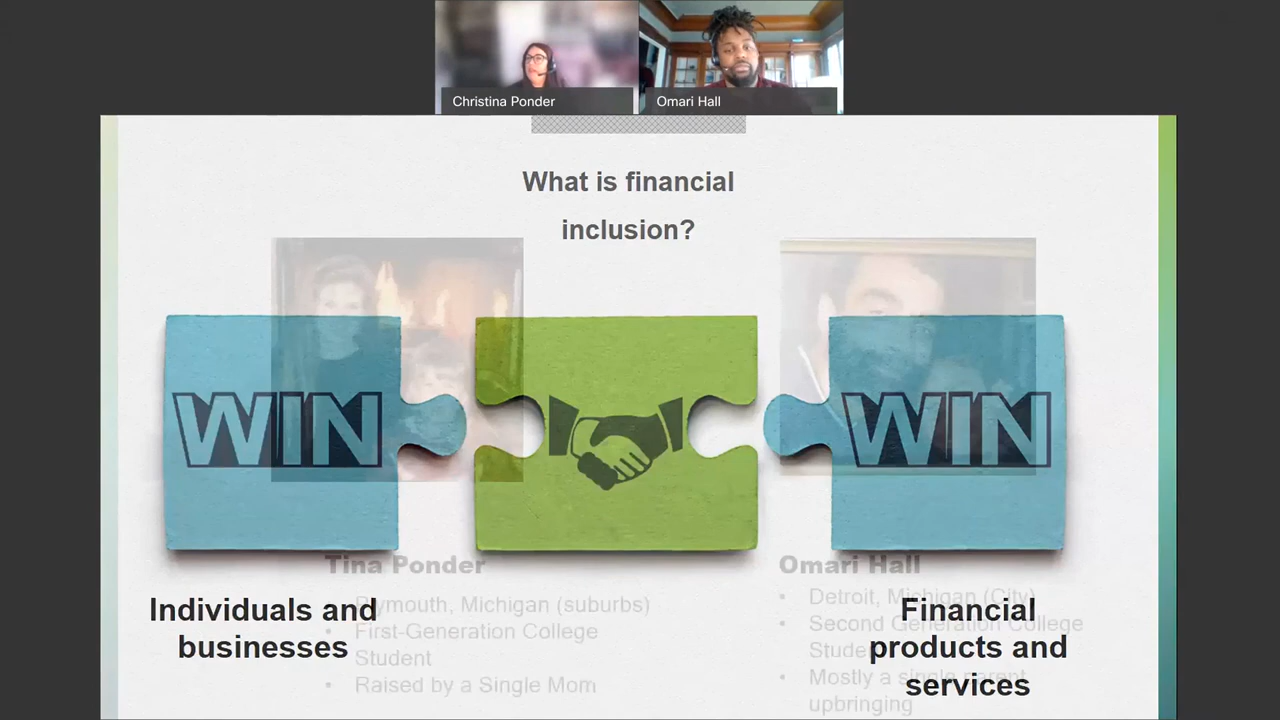 Christina Ponder
Omari Hall
What is financial
inclusion?
WIN
WIN
Tina Ponder
Plymouth, Michigan (suburbs)
First-Generation College
Student
Raised by a Single Mom
Omari Hall
Detroit, Michigan (City)
Second Generation College
Student
Mostly a single parent
upbringing
Individuals and
businesses
Financial
products and
services